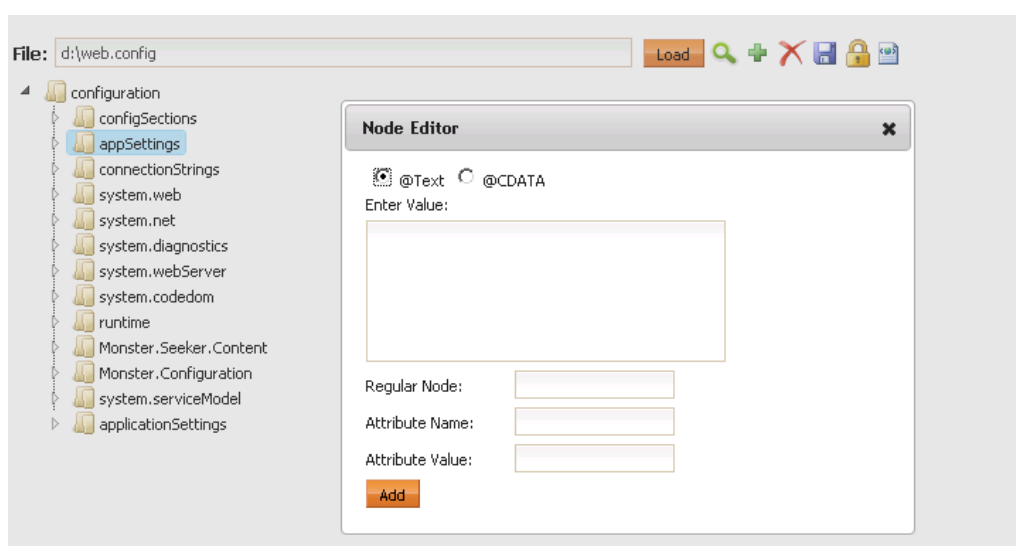 File: d:\web.config Load
configuration
configSections
appSettings
connectionStrings
system.web
system.net
system.diagnostics
system.webServer
system.codedom
runtime
Monster.Seeker.Content
Monster.Configuration
system.serviceModel
applicationSettings
Node Editor
@Text @CDATA
Enter Value:
Regular Node:
Attribute Name:
Attribute Value:
Add